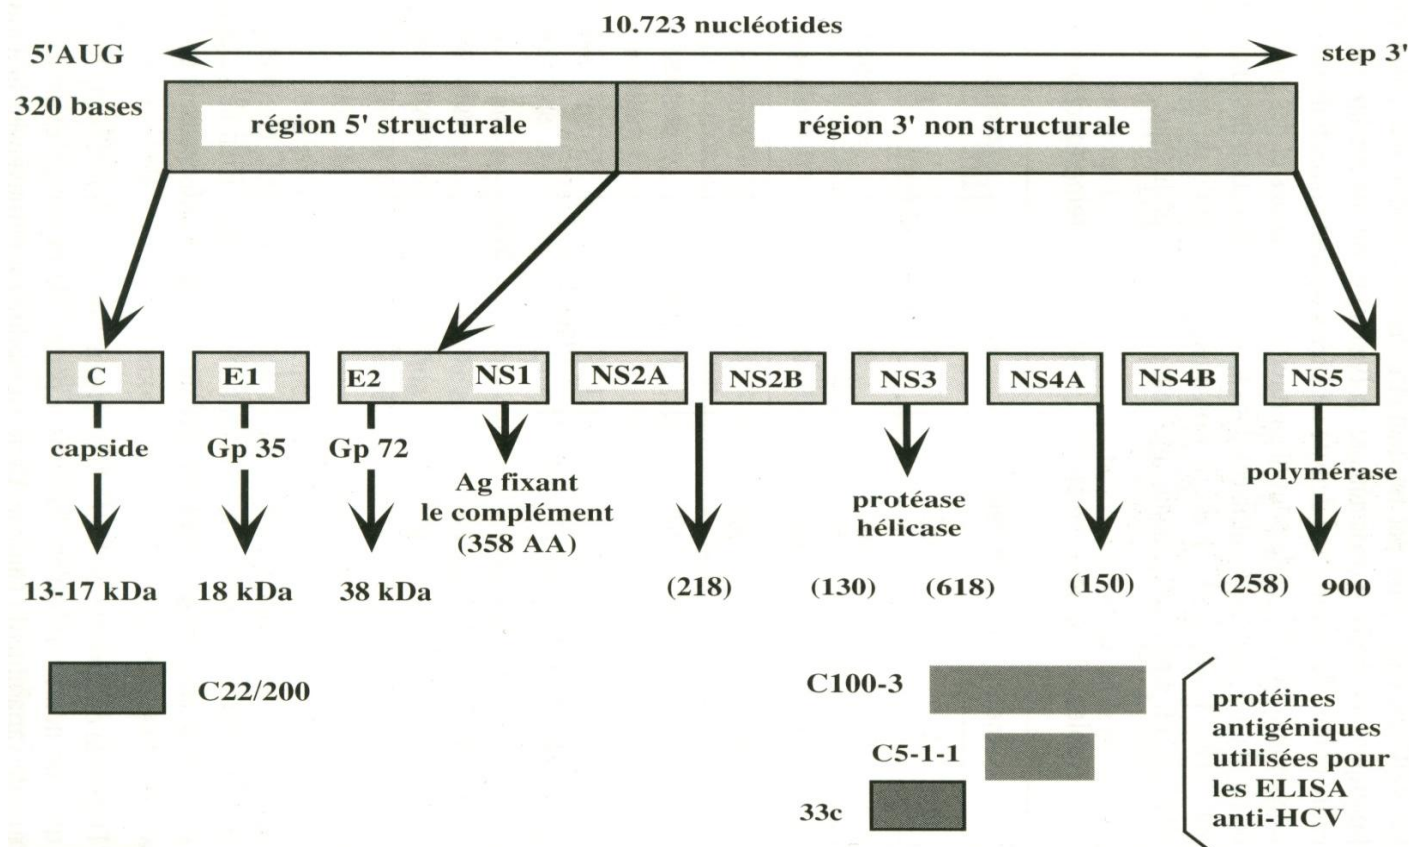 10.723 nucléotides
5'AUG
step 3'
320 bases
région 5' structurale
région 3' non structurale
C
E1
E2
NS1
NS2A
NS2B
NS3
NS4A
NS4B
NS5
capside
Gp 35
Gp 72
Ag fixant
le complément
(358 AA)
protéase
hélicase
polymérase
13-17 kDa
18 kDa
38 kDa
(218)
(130)
(618)
(150)
(258)
900
C22/200
C100-3
C5-1-1
33c
protéines
antigéniques
utilisées pour
les ELISA
anti-HCV